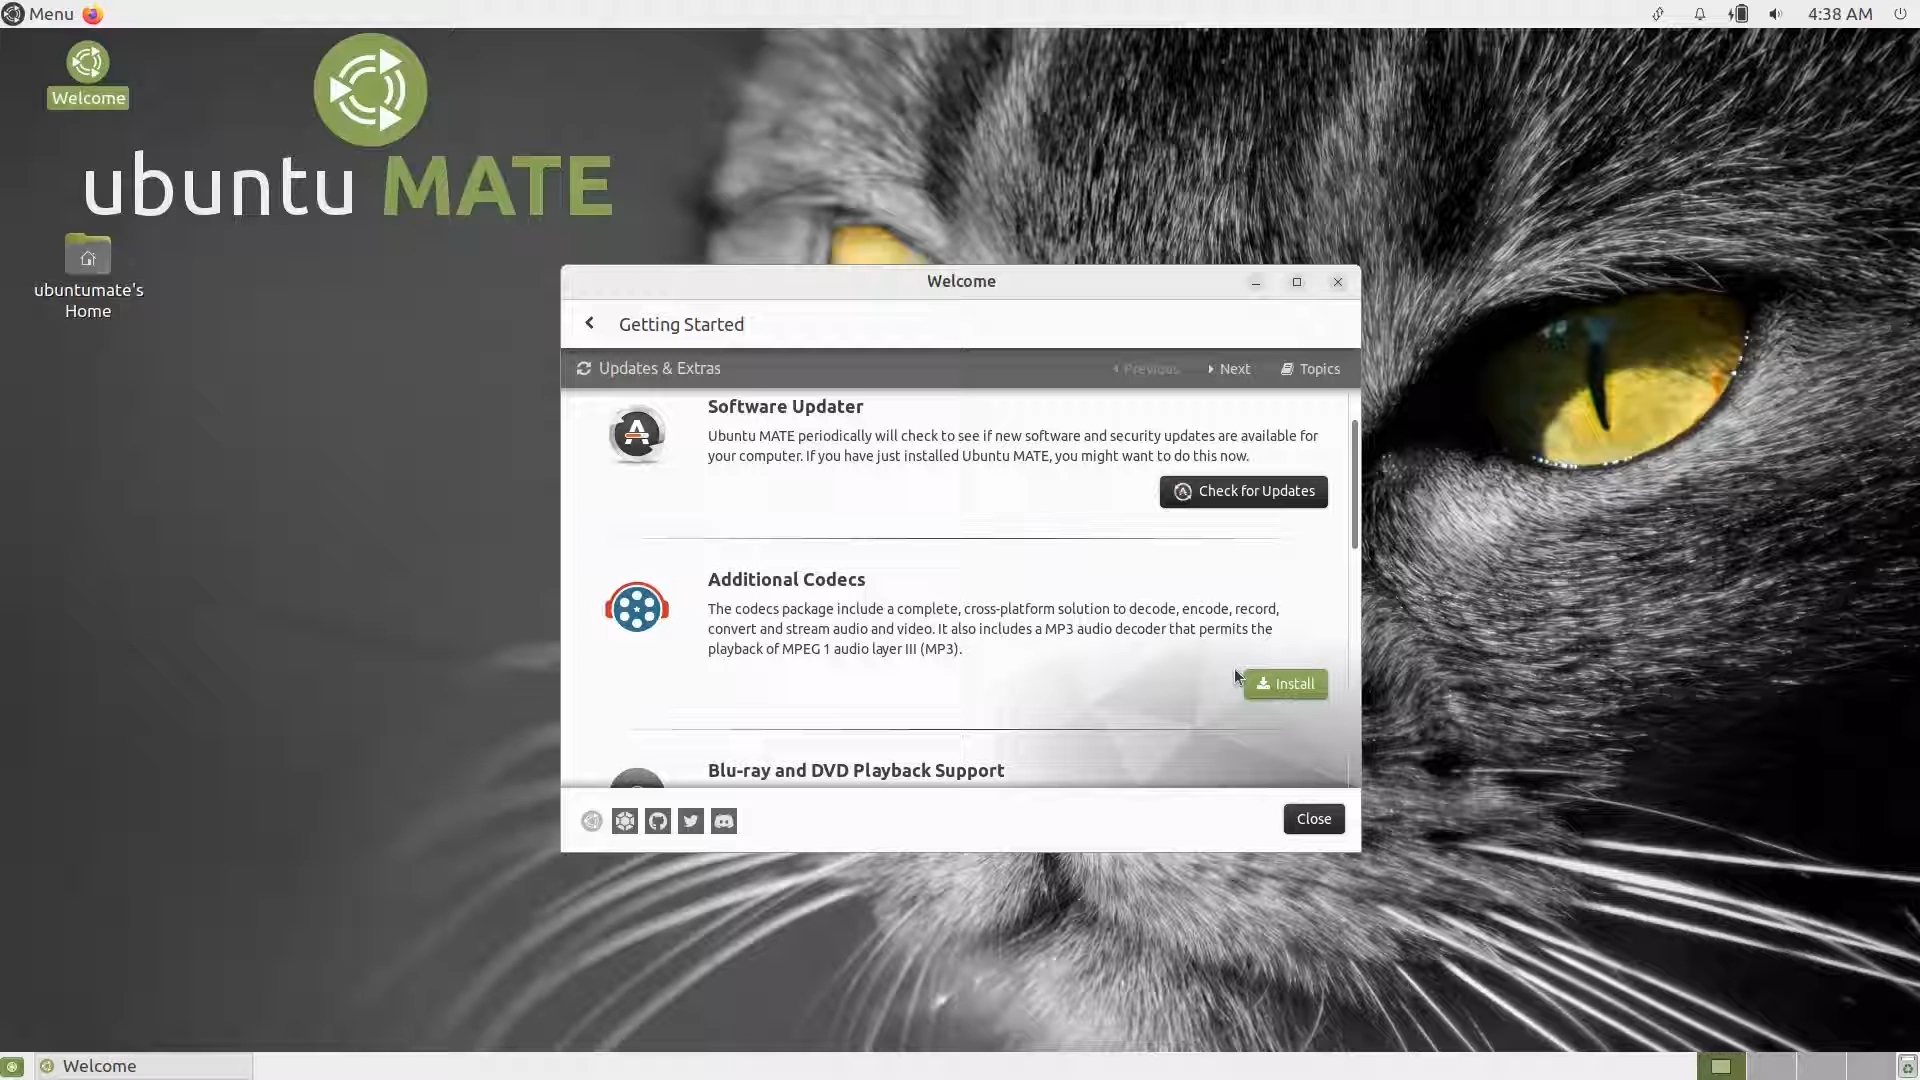 Menu
4:38 AM
Welcome
ubuntu MATE
ubuntumate's
Home
Welcome
Getting Started
Updates & Extras
Previous
Next
Topics
Software Updater
Ubuntu MATE periodically will check to see if new software and security updates are available for
your computer. If you have just installed Ubuntu MATE, you might want to do this now.
Check for Updates
Additional Codecs
The codecs package include a complete, cross-platform solution to decode, encode, record,
convert and stream audio and video. It also includes a MP3 audio decoder that permits the
playback of MPEG 1 audio layer III (MP3).
Install
Blu-ray and DVD Playback Support
Close
Welcome